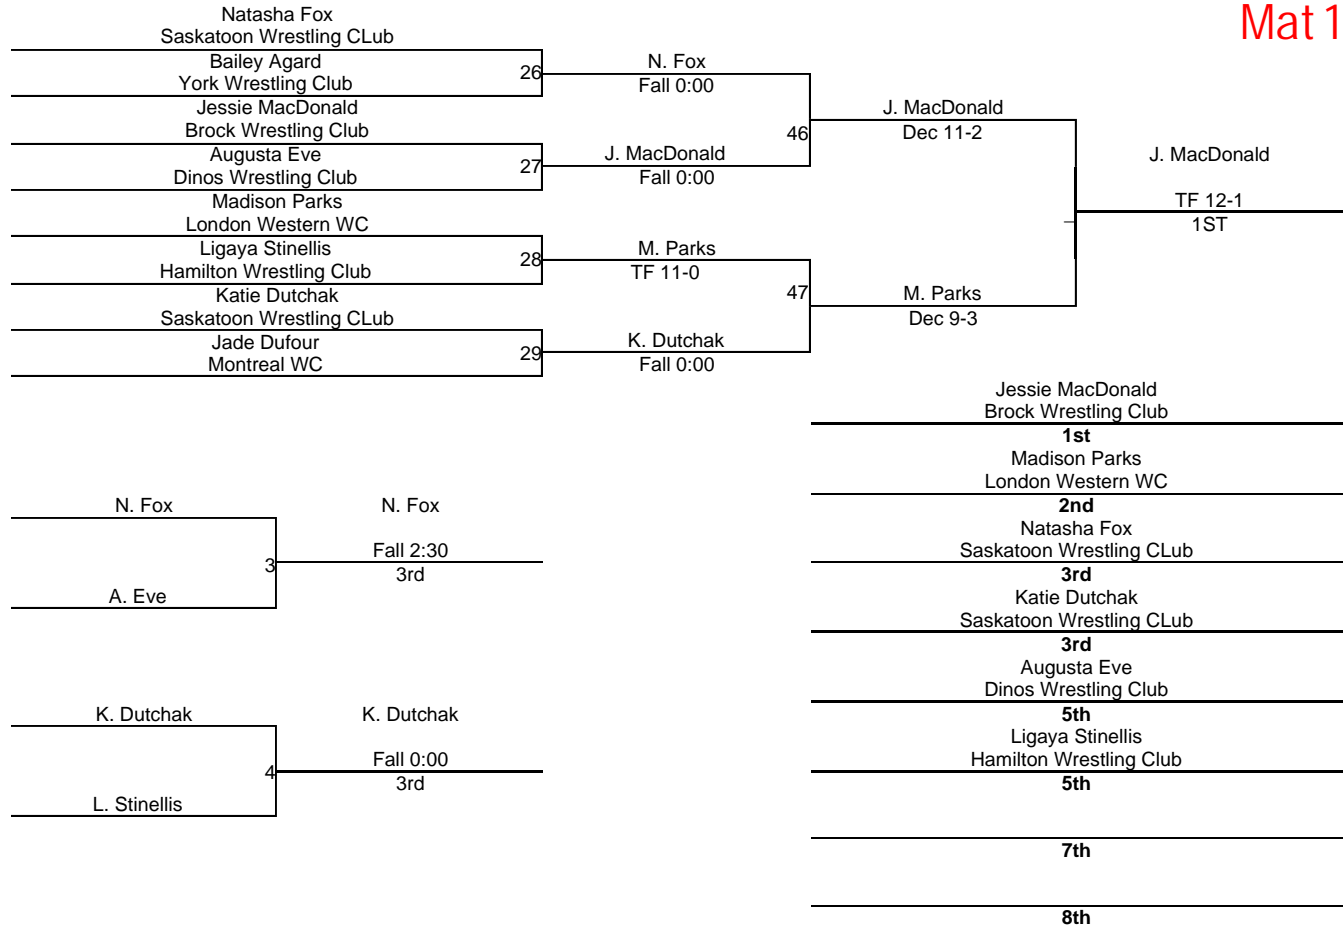 Mat 1
Natasha Fox
Saskatoon Wrestling CLub
Bailey Agard
York Wrestling Club
26
N. Fox
Fall 0:00
Jessie MacDonald
Brock Wrestling Club
Augusta Eve
Dinos Wrestling Club
27
J. MacDonald
Fall 0:00
46
J. MacDonald
Dec 11-2
Madison Parks
London Western WC
Ligaya Stinellis
Hamilton Wrestling Club
28
M. Parks
TF 11-0
Katie Dutchak
Saskatoon Wrestling CLub
Jade Dufour
Montreal WC
29
K. Dutchak
Fall 0:00
47
M. Parks
Dec 9-3
J. MacDonald
TF 12-1
1ST
N. Fox
A. Eve
3
N. Fox
Fall 2:30
3rd
K. Dutchak
L. Stinellis
4
K. Dutchak
Fall 0:00
3rd
Jessie MacDonald
Brock Wrestling Club
1st
Madison Parks
London Western WC
2nd
Natasha Fox
Saskatoon Wrestling CLub
3rd
Katie Dutchak
Saskatoon Wrestling CLub
3rd
Augusta Eve
Dinos Wrestling Club
5th
Ligaya Stinellis
Hamilton Wrestling Club
5th
7th
8th